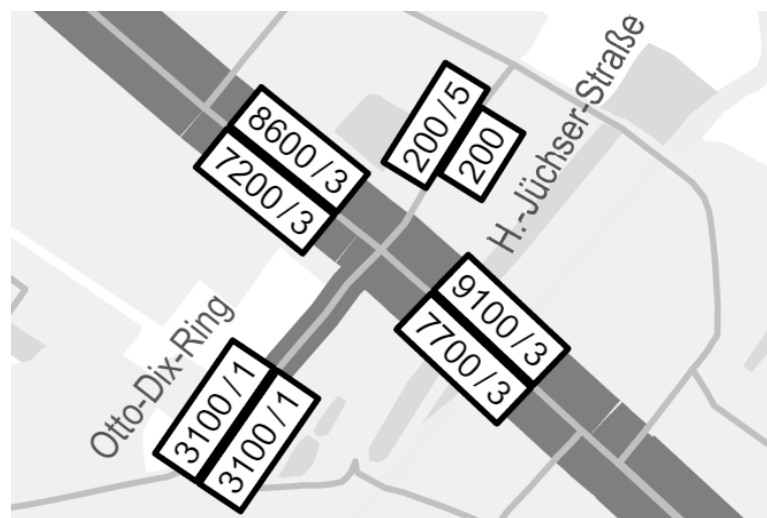 200 / 5
200
8600 / 3
7200 / 3
H.-Jüchser-Straße
9100 / 3
7700 / 3
Otto-Dix-Ring
3100 / 1
3100 / 1